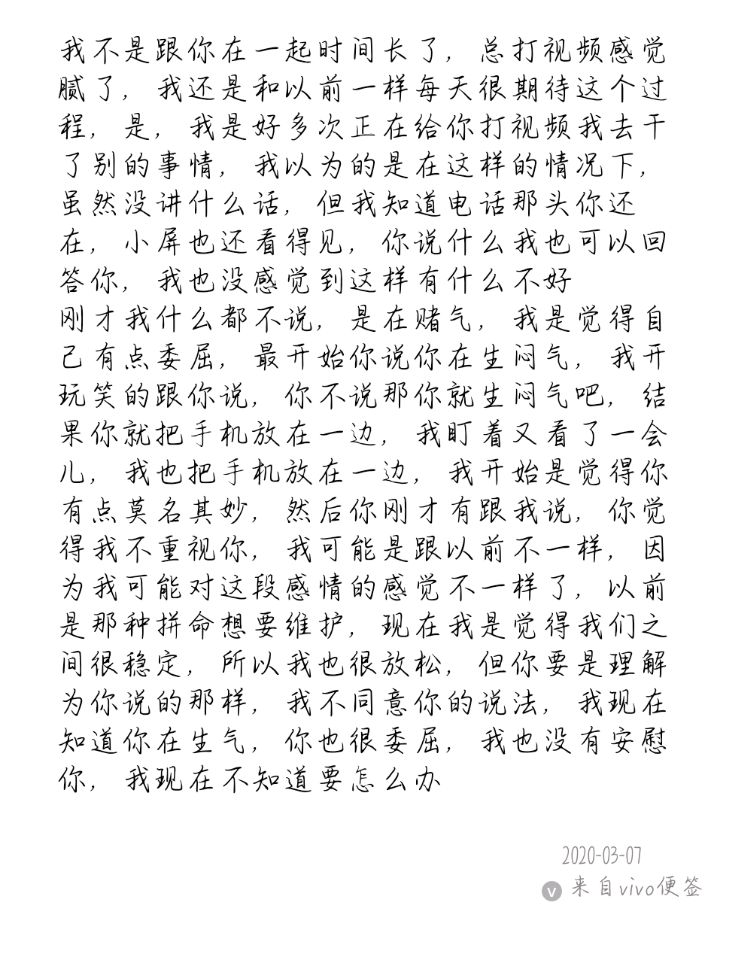 我不是跟你在一起时间长了，总打视频感觉
腻了，我还是和以前一样每天很期待这个过
程，是，我是好多次正在给你打视频我去干
了别的事情，我以为的是在这样的情况下，
虽然没讲什么话，但我知道电话那头你还
在，小屏也还看得见，你说什么我也可以回
答你，我也没感觉到这样有什么不好
刚才我什么都不说，是在赌气，我是觉得自
己有点委屈，最开始你说你在生闷气，我开
玩笑的跟你说，你不说那你就生闷气吧，结
果你就把手机放在一边，我盯着又看了一会
儿，我也把手机放在一边，我开始是觉得你
有点莫名其妙，然后你刚才有跟我说，你觉
得我不重视你，我可能是跟以前不一样，因
为我可能对这段感情的感觉不一样了，以前
是那种拼命想要维护，现在我是觉得我们之
间很稳定，所以我也很放松，但你要是理解
为你说的那样，我不同意你的说法，我现在
知道你在生气，你也很委屈，我也没有安慰
你，我现在不知道要怎么办
2020-03-07
v 来自vivo便签